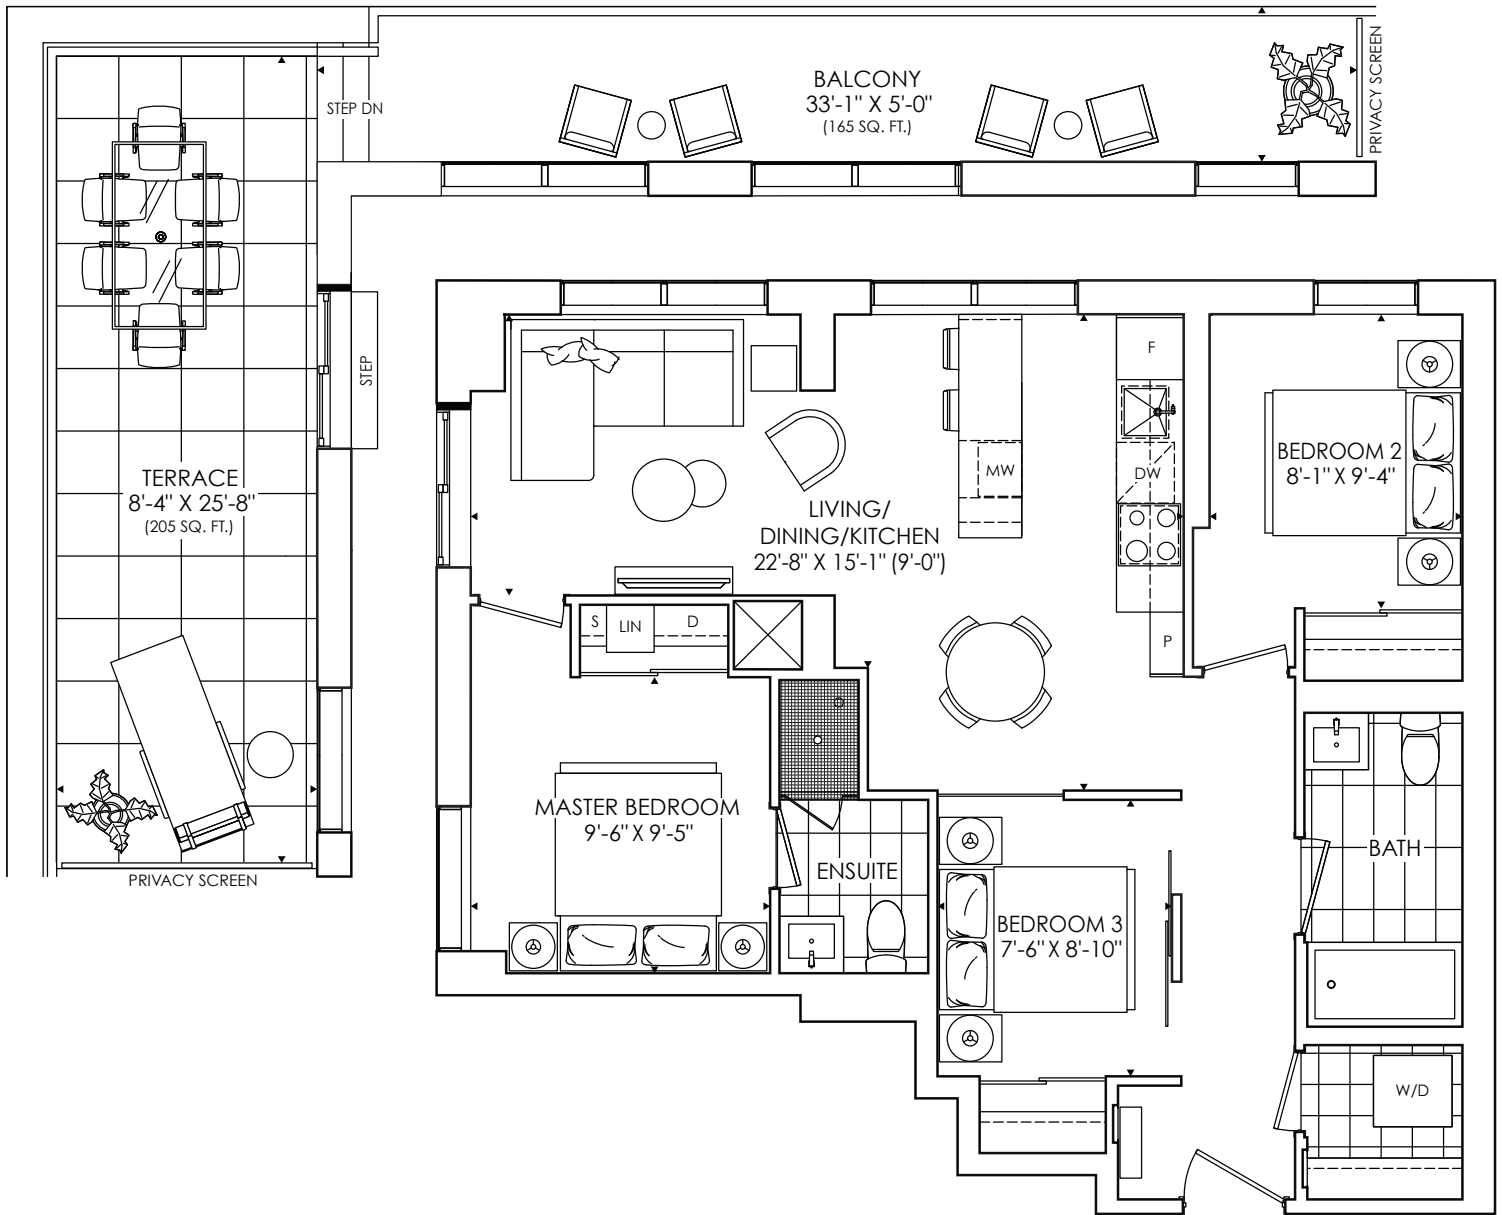 BALCONY
33'-1" X 5'-0"
(165 SQ. FT.)
PRIVACY SCREEN
STEP DN
STEP
TERRACE
8'-4" X 25'-8"
(205 SQ. FT.)
PRIVACY SCREEN
F
MW
DW
P
LIVING/
DINING/KITCHEN
22'-8" X 15'-1" (9'-0")
BEDROOM 2
8'-1" X 9'-4"
S
LIN
D
MASTER BEDROOM
9'-6" X 9'-5"
ENSUITE
BATH
BEDROOM 3
7'-6" X 8'-10"
W/D